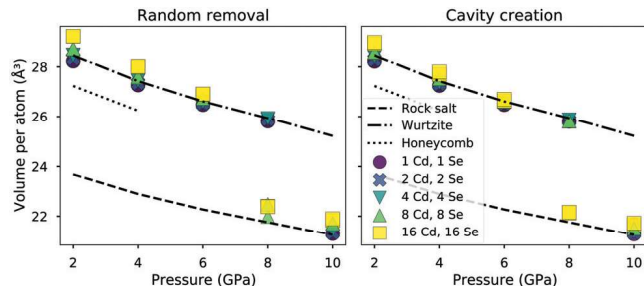 Random removal
Cavity creation
Volume per atom (Å³)
28
26
24
22
2
4
6
8
10
Pressure (GPa)
Rock salt
Wurtzite
Honeycomb
1 Cd, 1 Se
2 Cd, 2 Se
4 Cd, 4 Se
8 Cd, 8 Se
16 Cd, 16 Se
2
4
6
8
10
Pressure (GPa)